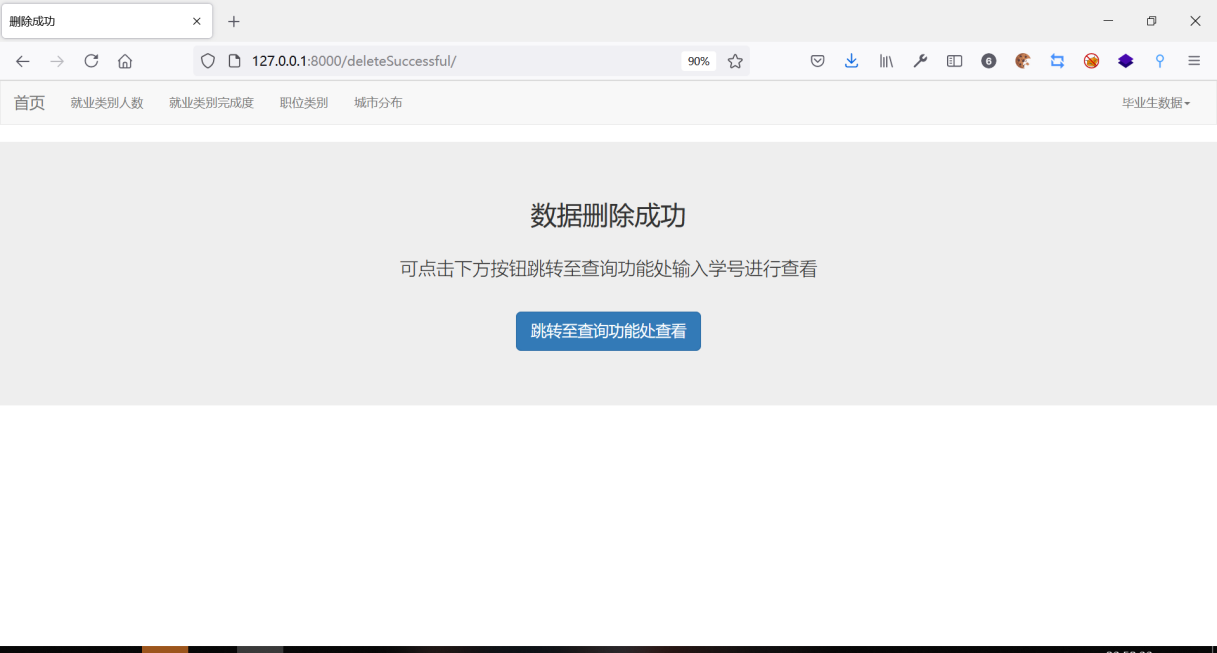 删除成功
127.0.0.1:8000/deleteSuccessful/
90%
6
首页
就业类别人数
就业类别完成度
职位类别
城市分布
毕业生数据
数据删除成功
可点击下方按钮跳转至查询功能处输入学号进行查看
跳转至查询功能处查看